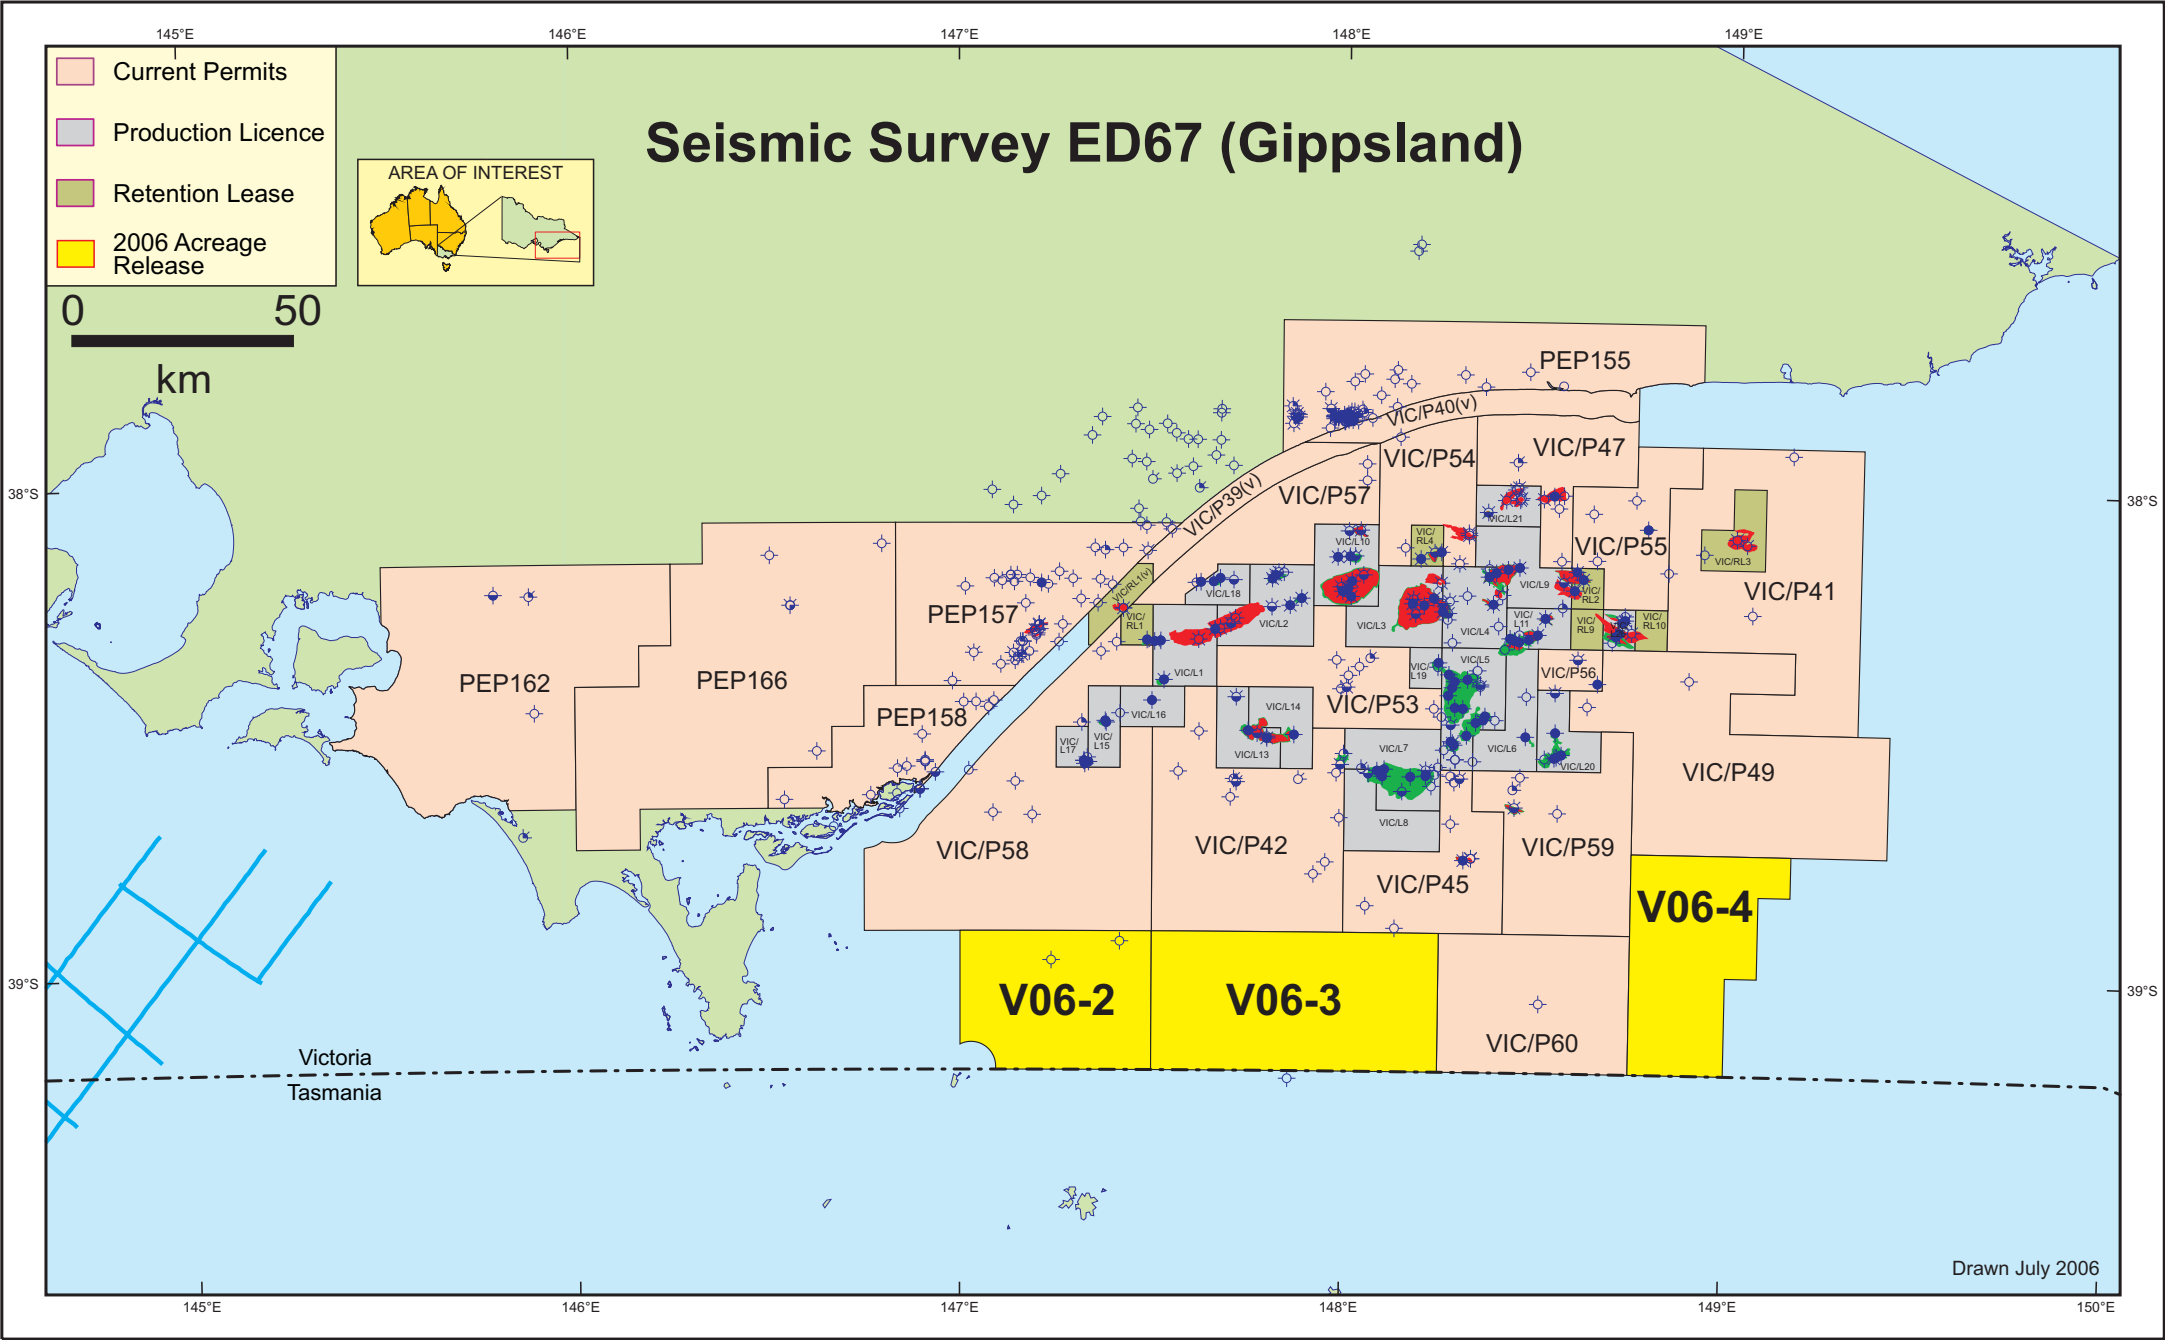 145°E
146°E
147°E
148°E
149°E
Current Permits
Production Licence
Retention Lease
2006 Acreage
Release
Seismic Survey ED67 (Gippsland)
AREA OF INTEREST
0
50
km
38°S
38°S
39°S
39°S
PEP155
VIC/P40(v)
VIC/P39(v)
VIC/P54
VIC/P47
VIC/P57
VIC/P55
VIC/P41
VIC/L21
VIC/L10
VIC/
RL4
VIC/RL3
VIC/RL1(v)
VIC/L18
VIC/L9
VIC/
RL2
PEP157
VIC/
RL1
VIC/L2
VIC/L3
VIC/L4
VIC/
L11
VIC/
RL9
VIC/
RL10
PEP162
PEP166
PEP158
VIC/L1
VIC/
L19
VIC/L5
VIC/P56
VIC/P53
VIC/L16
VIC/L14
VIC/
L17
VIC/
L15
VIC/L13
VIC/L7
VIC/L6
VIC/L20
VIC/P49
VIC/L8
VIC/P58
VIC/P42
VIC/P59
VIC/P45
V06-4
V06-2
V06-3
VIC/P60
Victoria
Tasmania
Drawn July 2006
145°E
146°E
147°E
148°E
149°E
150°E